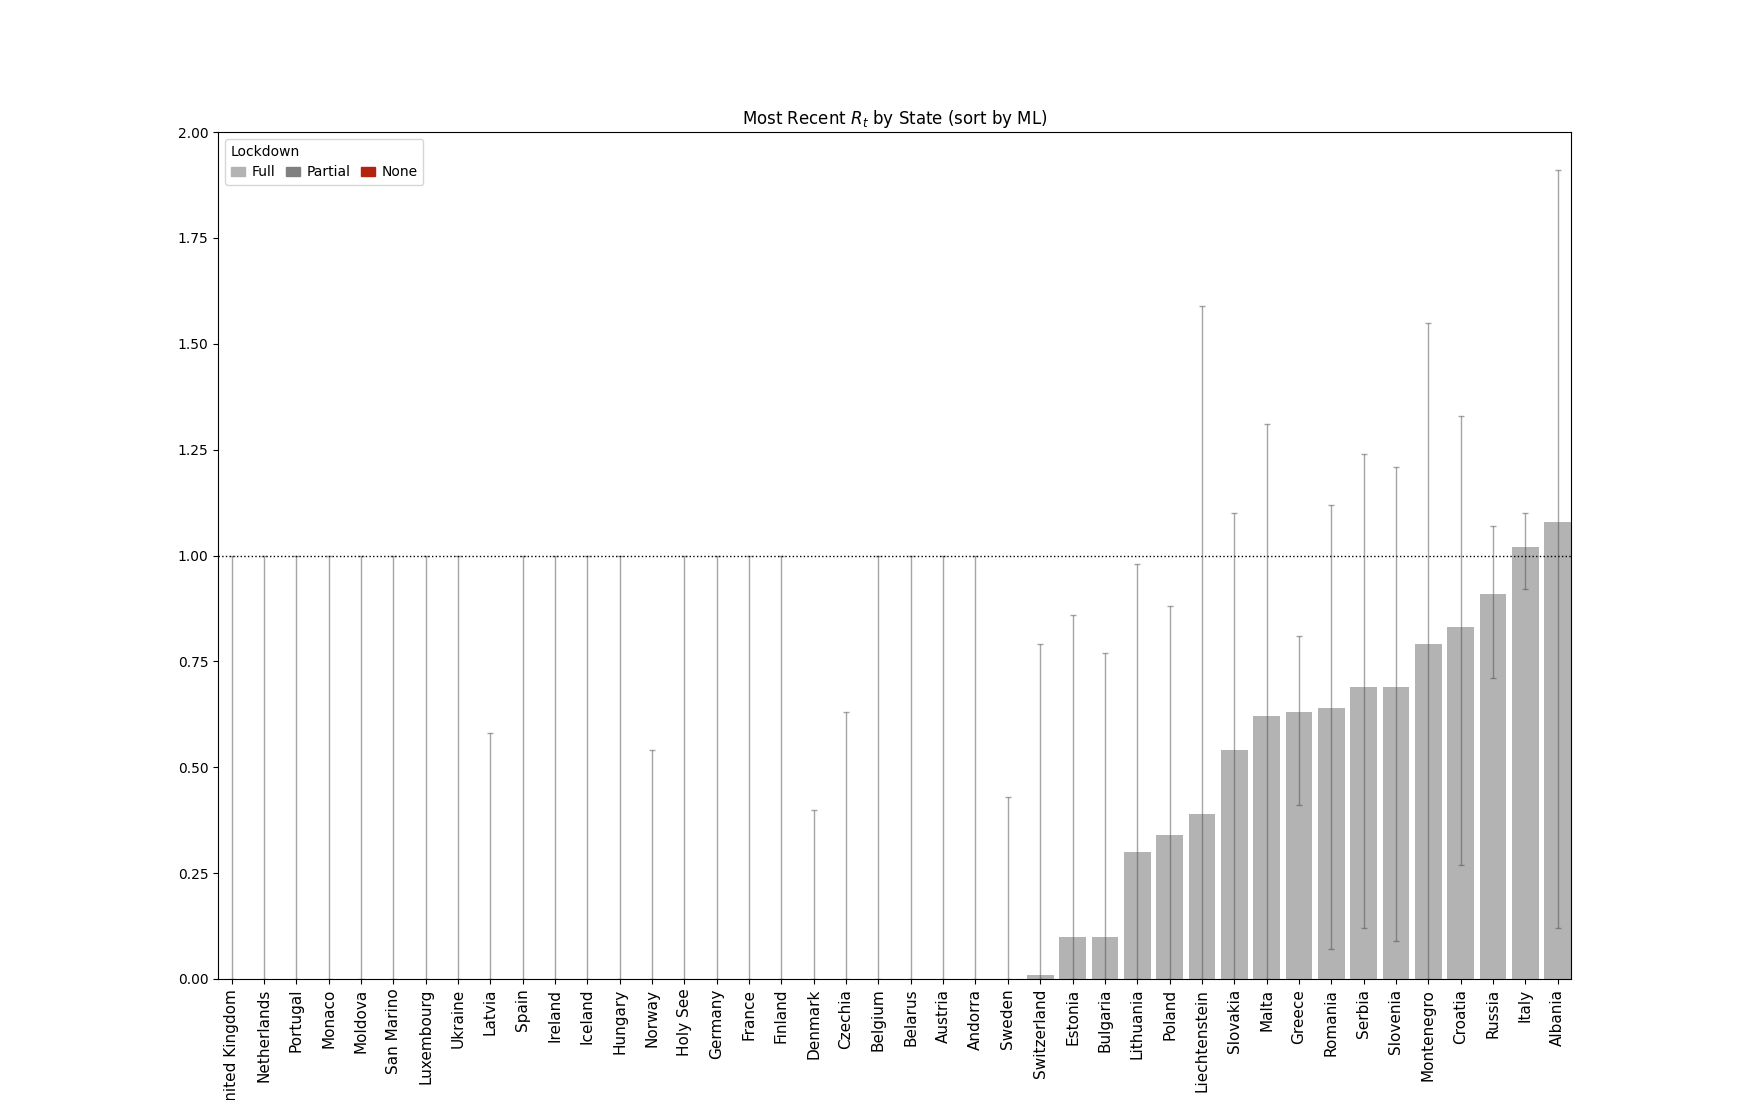 Most Recent Rt by State (sort by ML)
Lockdown
Full Partial None
2.00
1.75
1.50
1.25
1.00
0.75
0.50
0.25
0.00
nited Kingdom
Netherlands
Portugal
Monaco
Moldova
San Marino
Luxembourg
Ukraine
Latvia
Spain
Ireland
Iceland
Hungary
Norway
Holy See
Germany
France
Finland
Denmark
Czechia
Belgium
Belarus
Austria
Andorra
Sweden
Switzerland
Estonia
Bulgaria
Lithuania
Poland
Liechtenstein
Slovakia
Malta
Greece
Romania
Serbia
Slovenia
Montenegro
Croatia
Russia
Italy
Albania